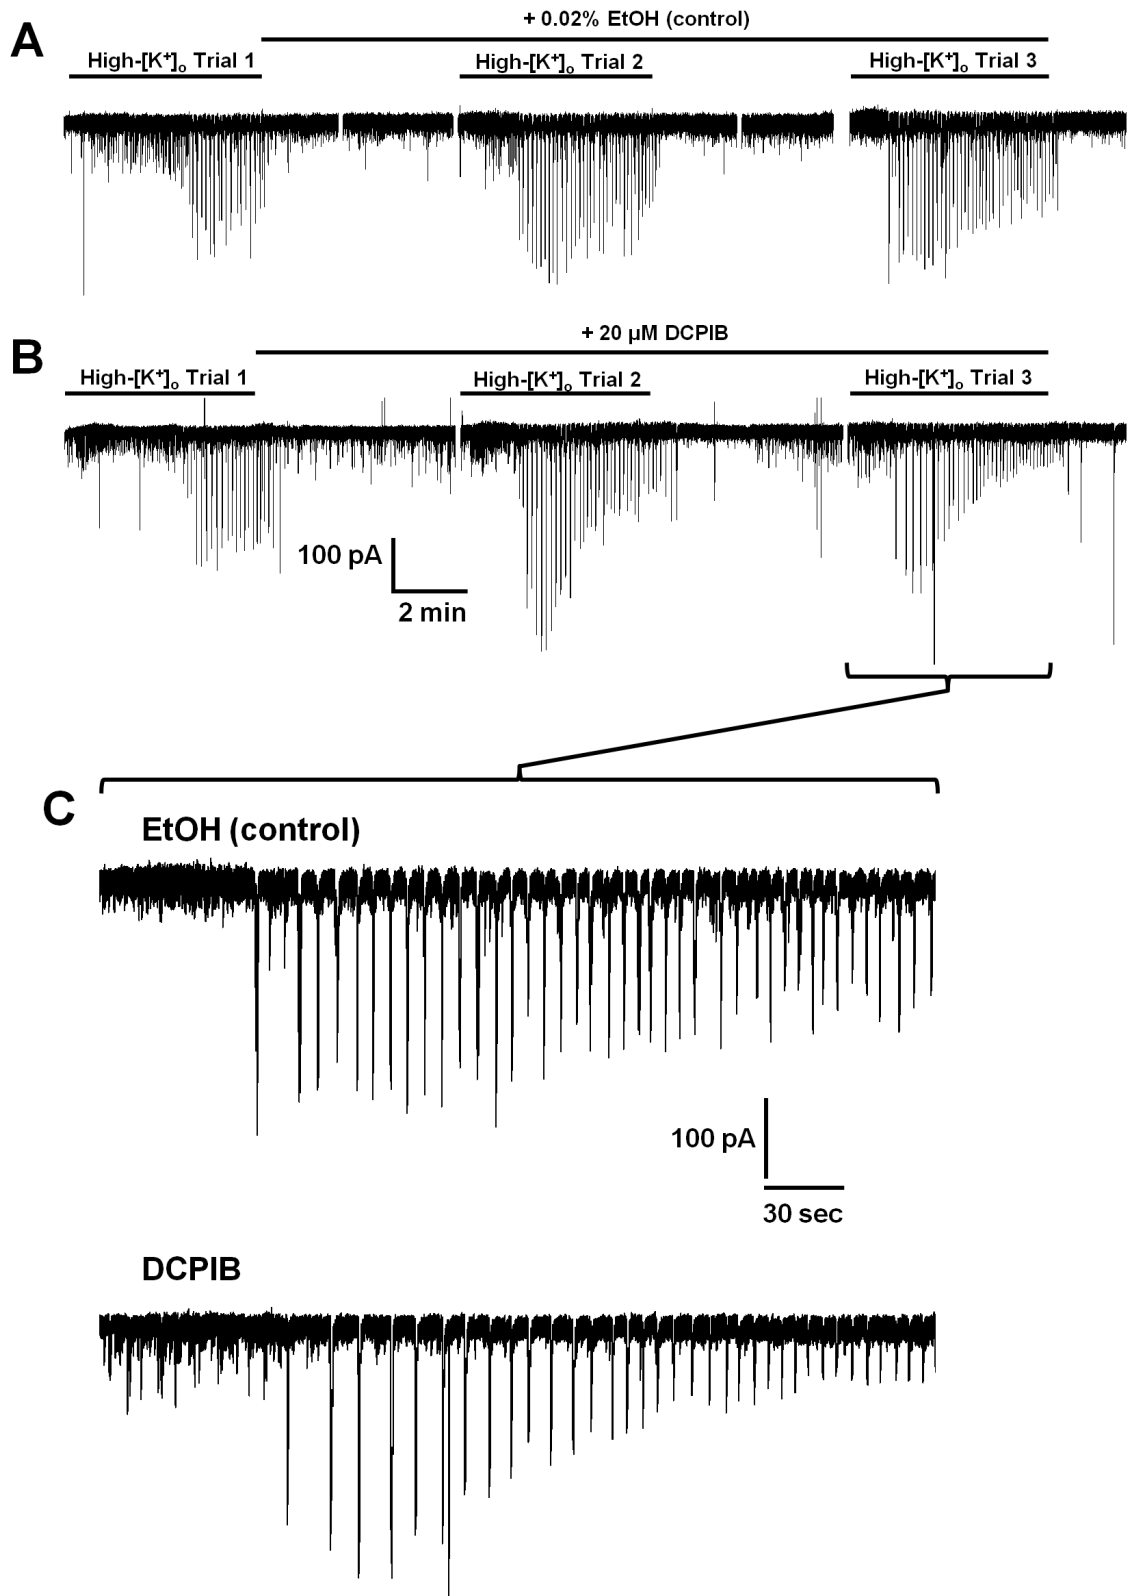 A
+ 0.02% EtOH (control)
High-[K⁺]ₒ Trial 1
High-[K⁺]ₒ Trial 2
High-[K⁺]ₒ Trial 3
B
+ 20 µM DCPIB
High-[K⁺]ₒ Trial 1
High-[K⁺]ₒ Trial 2
High-[K⁺]ₒ Trial 3
100 pA
2 min
C
EtOH (control)
100 pA
30 sec
DCPIB